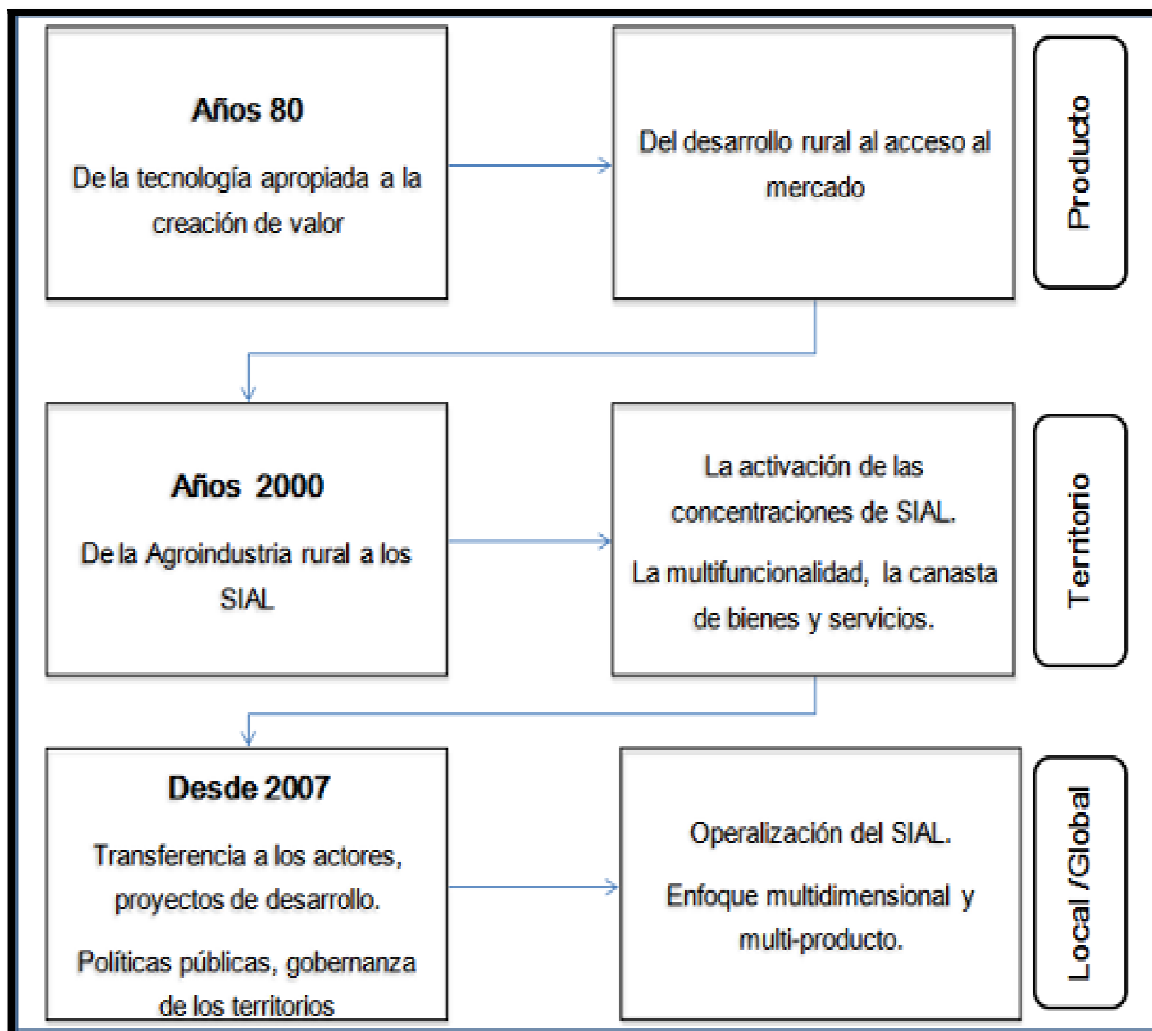 Años 80
De la tecnología apropiada a la
creación de valor
Del desarrollo rural al acceso al
mercado
Producto
Años 2000
De la Agroindustria rural a los
SIAL
La activación de las
concentraciones de SIAL.
La multifuncionalidad, la canasta
de bienes y servicios.
Territorio
Desde 2007
Transferencia a los actores,
proyectos de desarrollo.
Políticas públicas, gobernanza
de los territorios
Operalización del SIAL.
Enfoque multidimensional y
multi-producto.
Local /Global